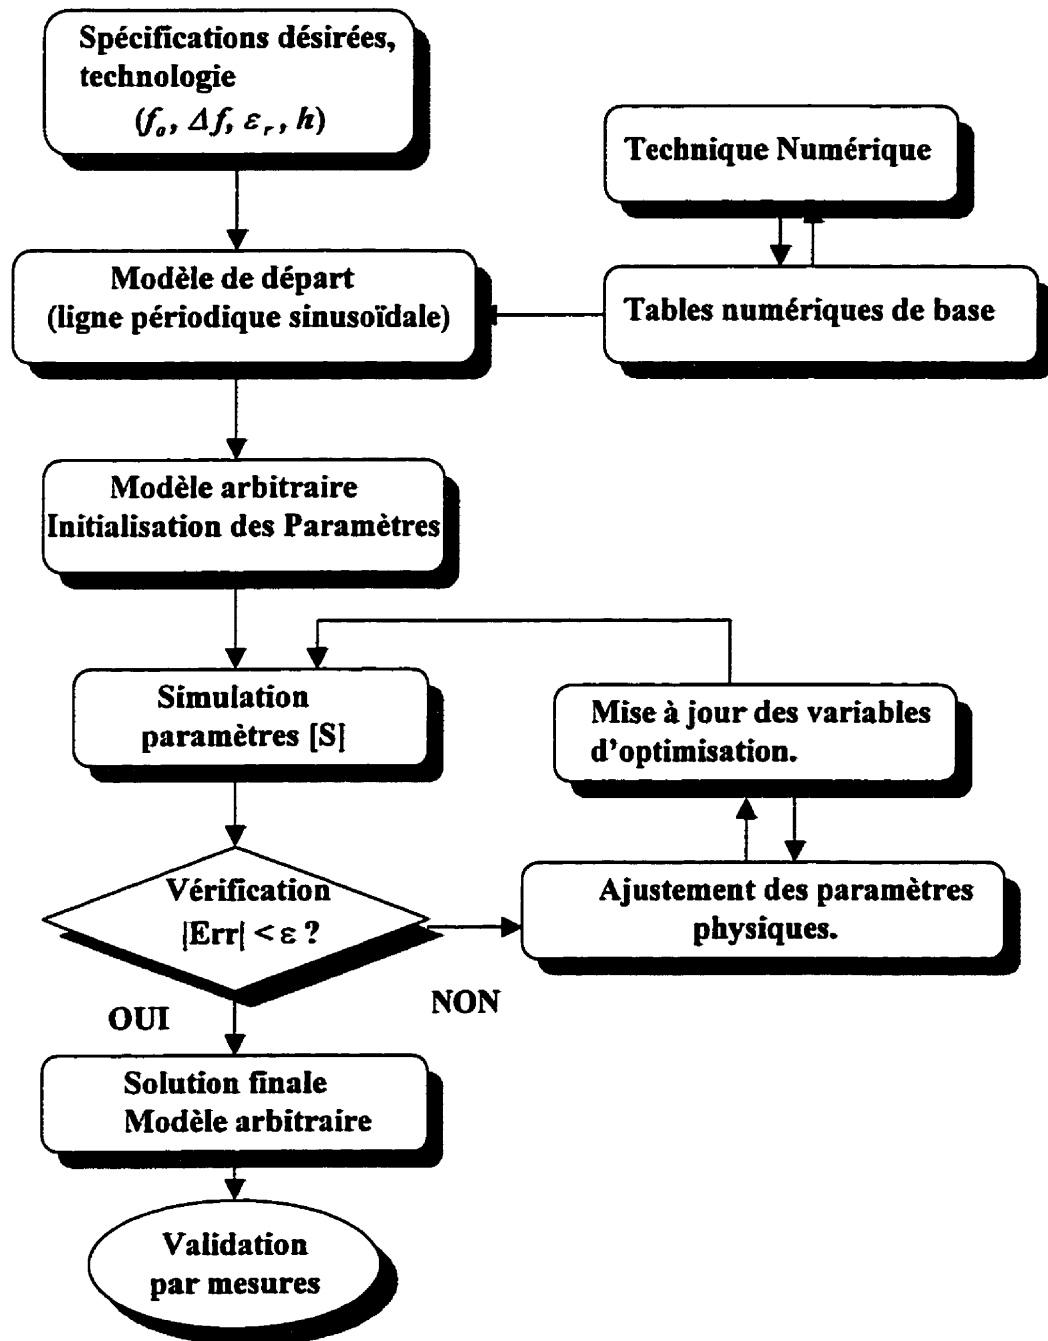 Spécifications désirées,
technologie
(f₀, Δf, ε_r, h)
Technique Numérique
Modèle de départ
(ligne périodique sinusoïdale)
Tables numériques de base
Modèle arbitraire
Initialisation des Paramètres
Simulation
paramètres [S]
Mise à jour des variables
d'optimisation.
Vérification
|Err| < ε ?
Ajustement des paramètres
physiques.
OUI
NON
Solution finale
Modèle arbitraire
Validation
par mesures